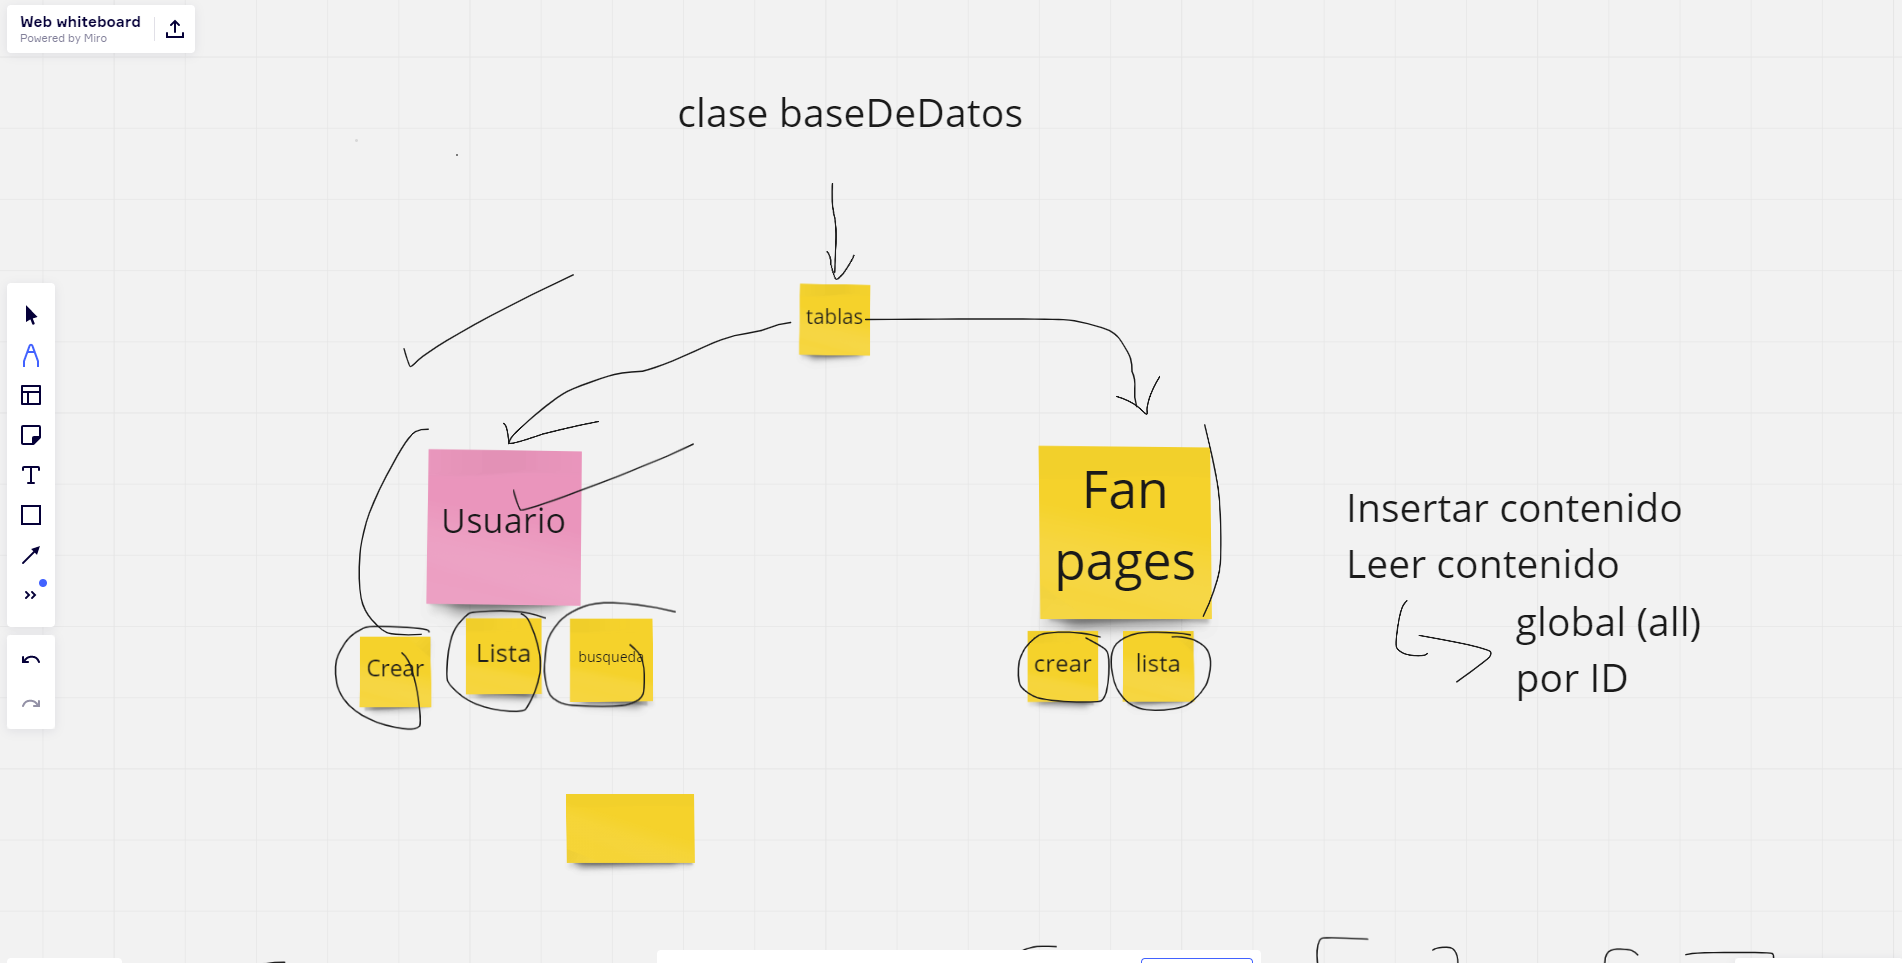 Web whiteboard
Powered by Miro
clase baseDeDatos
tablas
Usuario
Crear
Lista
busqueda
Fan
pages
crear
lista
Insertar contenido
Leer contenido
global (all)
por ID